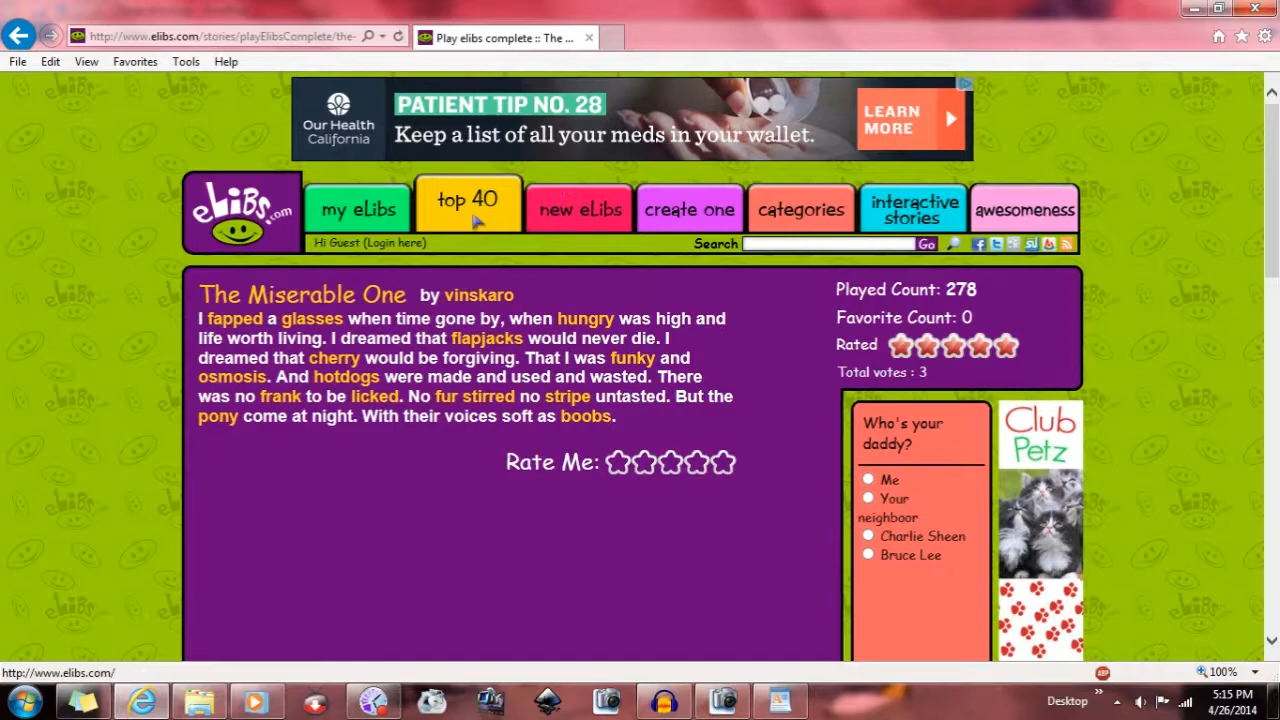 http://www.elibs.com/stories/playElibsComplete/the-
Play elibs complete :: The ...
File Edit View Favorites Tools Help
Our Health
California
PATIENT TIP NO. 28
Keep a list of all your meds in your wallet.
LEARN
MORE
eLiBs.com
my eLibs
top 40
new eLibs
create one
categories
interactive
stories
awesomeness
Hi Guest (Login here)
Search
Go
The Miserable One by vinskaro
I fapped a glasses when time gone by, when hungry was high and
life worth living. I dreamed that flapjacks would never die. I
dreamed that cherry would be forgiving. That I was funky and
osmosis. And hotdogs were made and used and wasted. There
was no frank to be licked. No fur stirred no stripe untasted. But the
pony come at night. With their voices soft as boobs.
Rate Me:
Played Count: 278
Favorite Count: 0
Rated
Total votes : 3
Who's your
daddy?
Me
Your
neighboor
Charlie Sheen
Bruce Lee
Club
Petz
http://www.elibs.com/
ABP
100%
Desktop
5:15 PM
4/26/2014